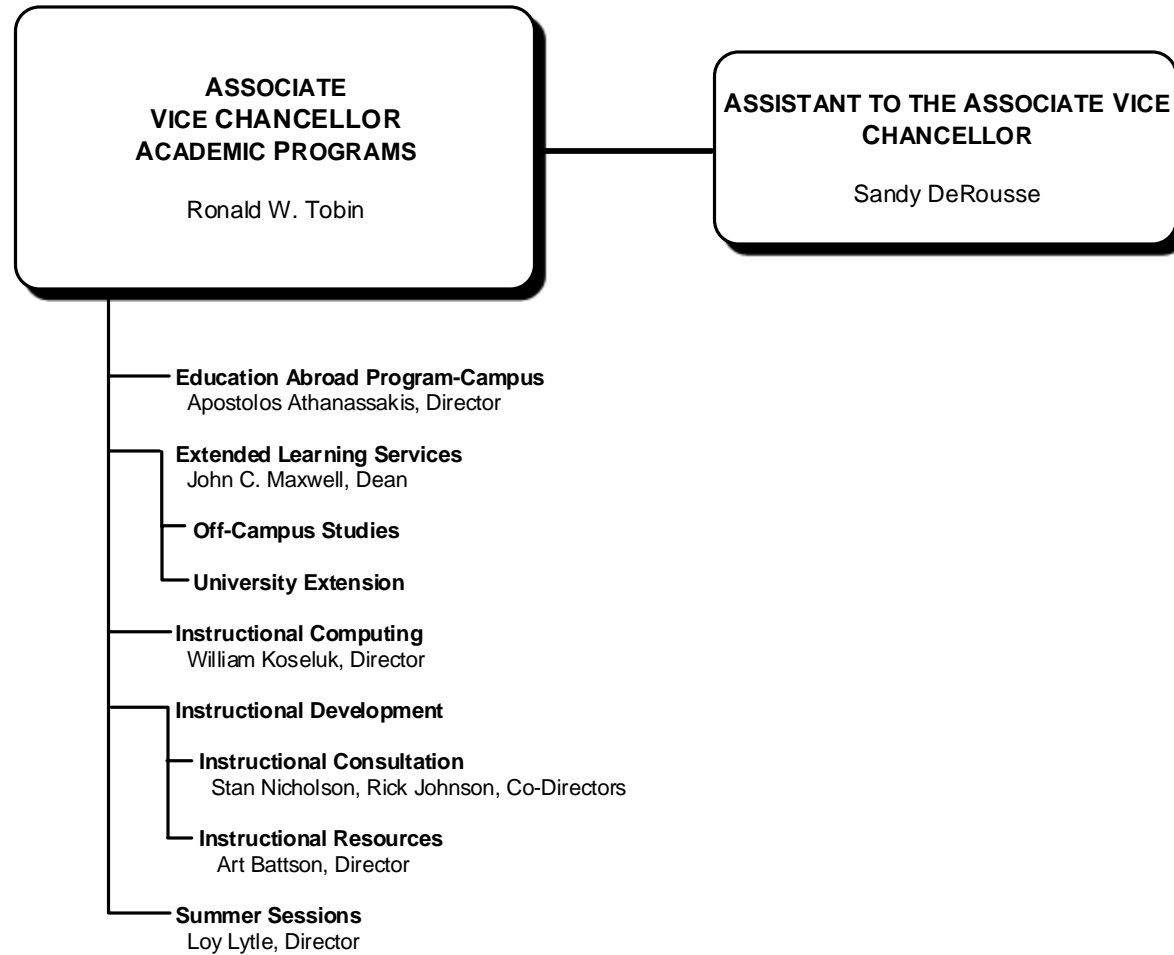 ASSOCIATE
VICE CHANCELLOR
ACADEMIC PROGRAMS
Ronald W. Tobin
ASSISTANT TO THE ASSOCIATE VICE
CHANCELLOR
Sandy DeRousse
Education Abroad Program-Campus
Apostolos Athanassakis, Director
Extended Learning Services
John C. Maxwell, Dean
Off-Campus Studies
University Extension
Instructional Computing
William Koseluk, Director
Instructional Development
Instructional Consultation
Stan Nicholson, Rick Johnson, Co-Directors
Instructional Resources
Art Battson, Director
Summer Sessions
Loy Lytle, Director